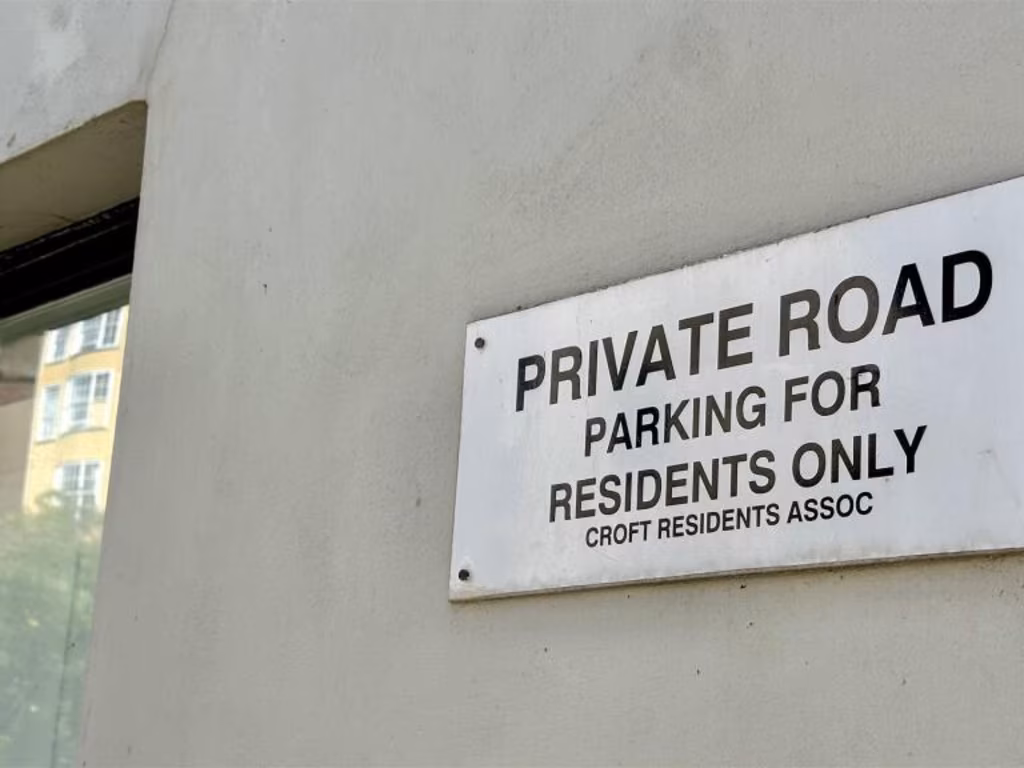 PRIVATE ROAD
PARKING FOR
RESIDENTS ONLY
CROFT RESIDENTS ASSOC